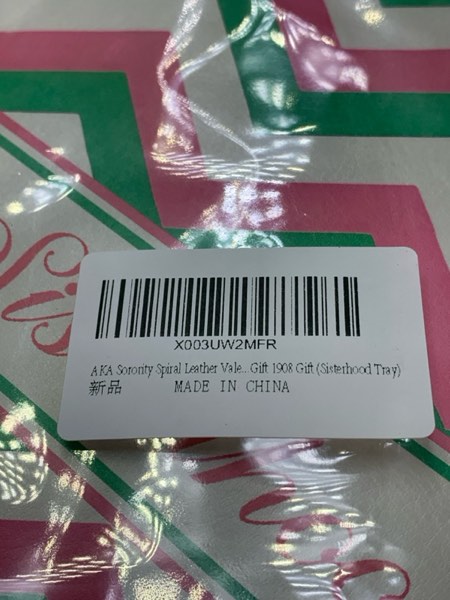 X003UW2MFR
AKA Sorority Spiral Leather Vale... Gift 1908 Gift (Sisterhood Tray)
新品 MADE IN CHINA